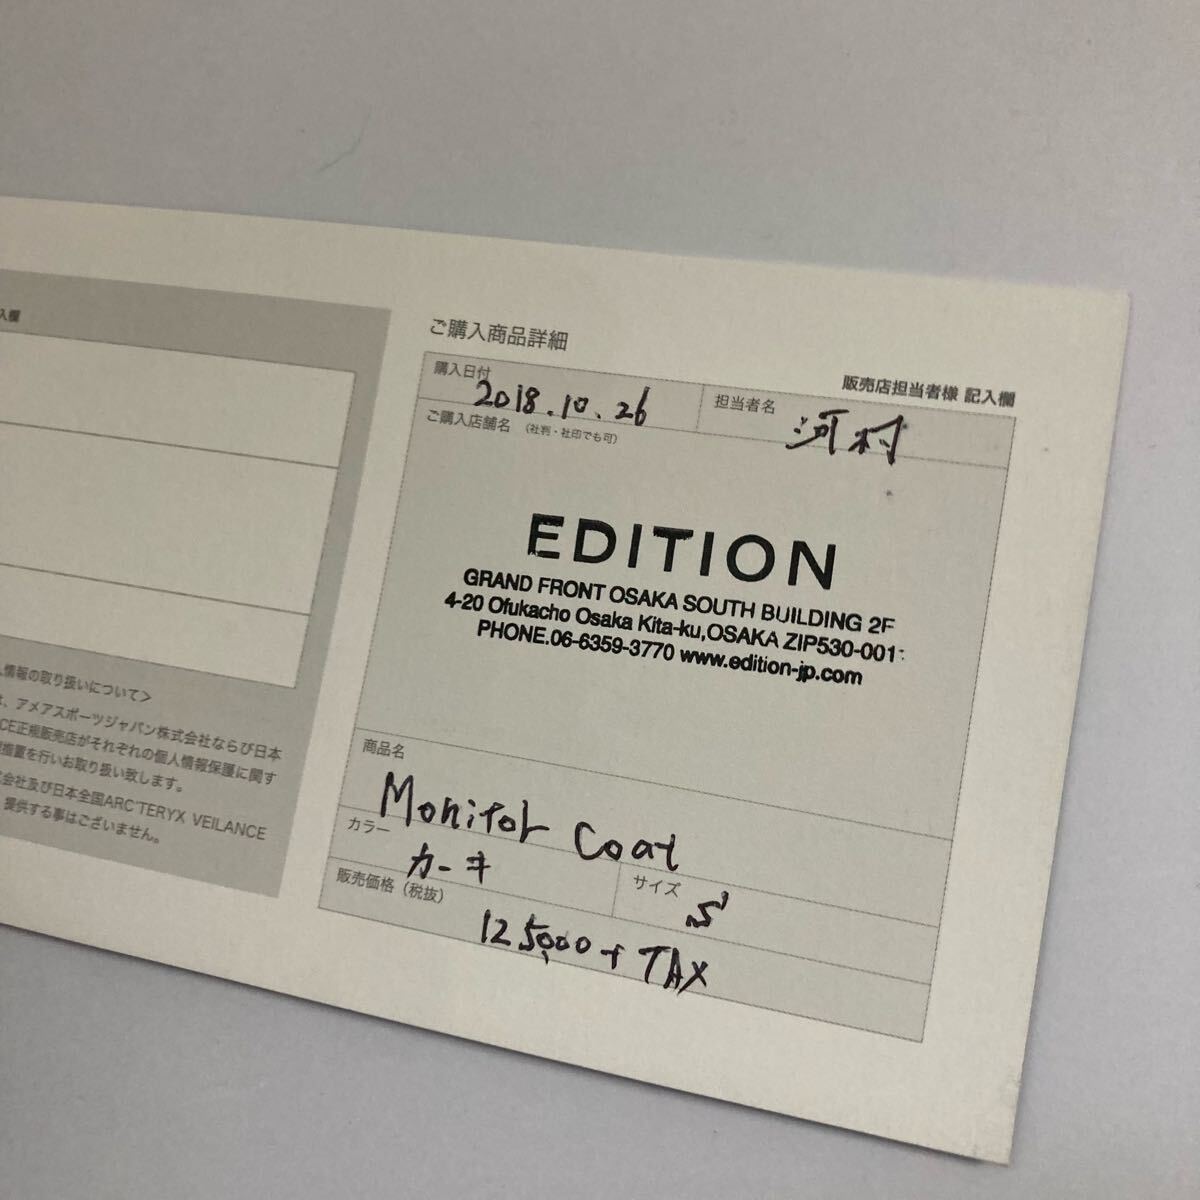 入欄
人情報の取り扱いについて＞
、アメアスポーツジャパン株式会社ならび日本
CE正規販売店がそれぞれの個人情報保護に関す
措置を行いお取り扱い致します。
会社及び日本全国ARC'TERYX VEILANCE
提供する事はございません。
ご購入商品詳細
販売店担当者様 記入欄
購入日付
2018.10.26
担当者名
河村
ご購入店舗名 (社判・社印でも可)
EDITION
GRAND FRONT OSAKA SOUTH BUILDING 2F
4-20 Ofukacho Osaka Kita-ku,OSAKA ZIP530-001
PHONE.06-6359-3770 www.edition-jp.com
商品名
Monitor Coat
カラー
カーキ
サイズ
S
販売価格（税抜）
125,000+TAX